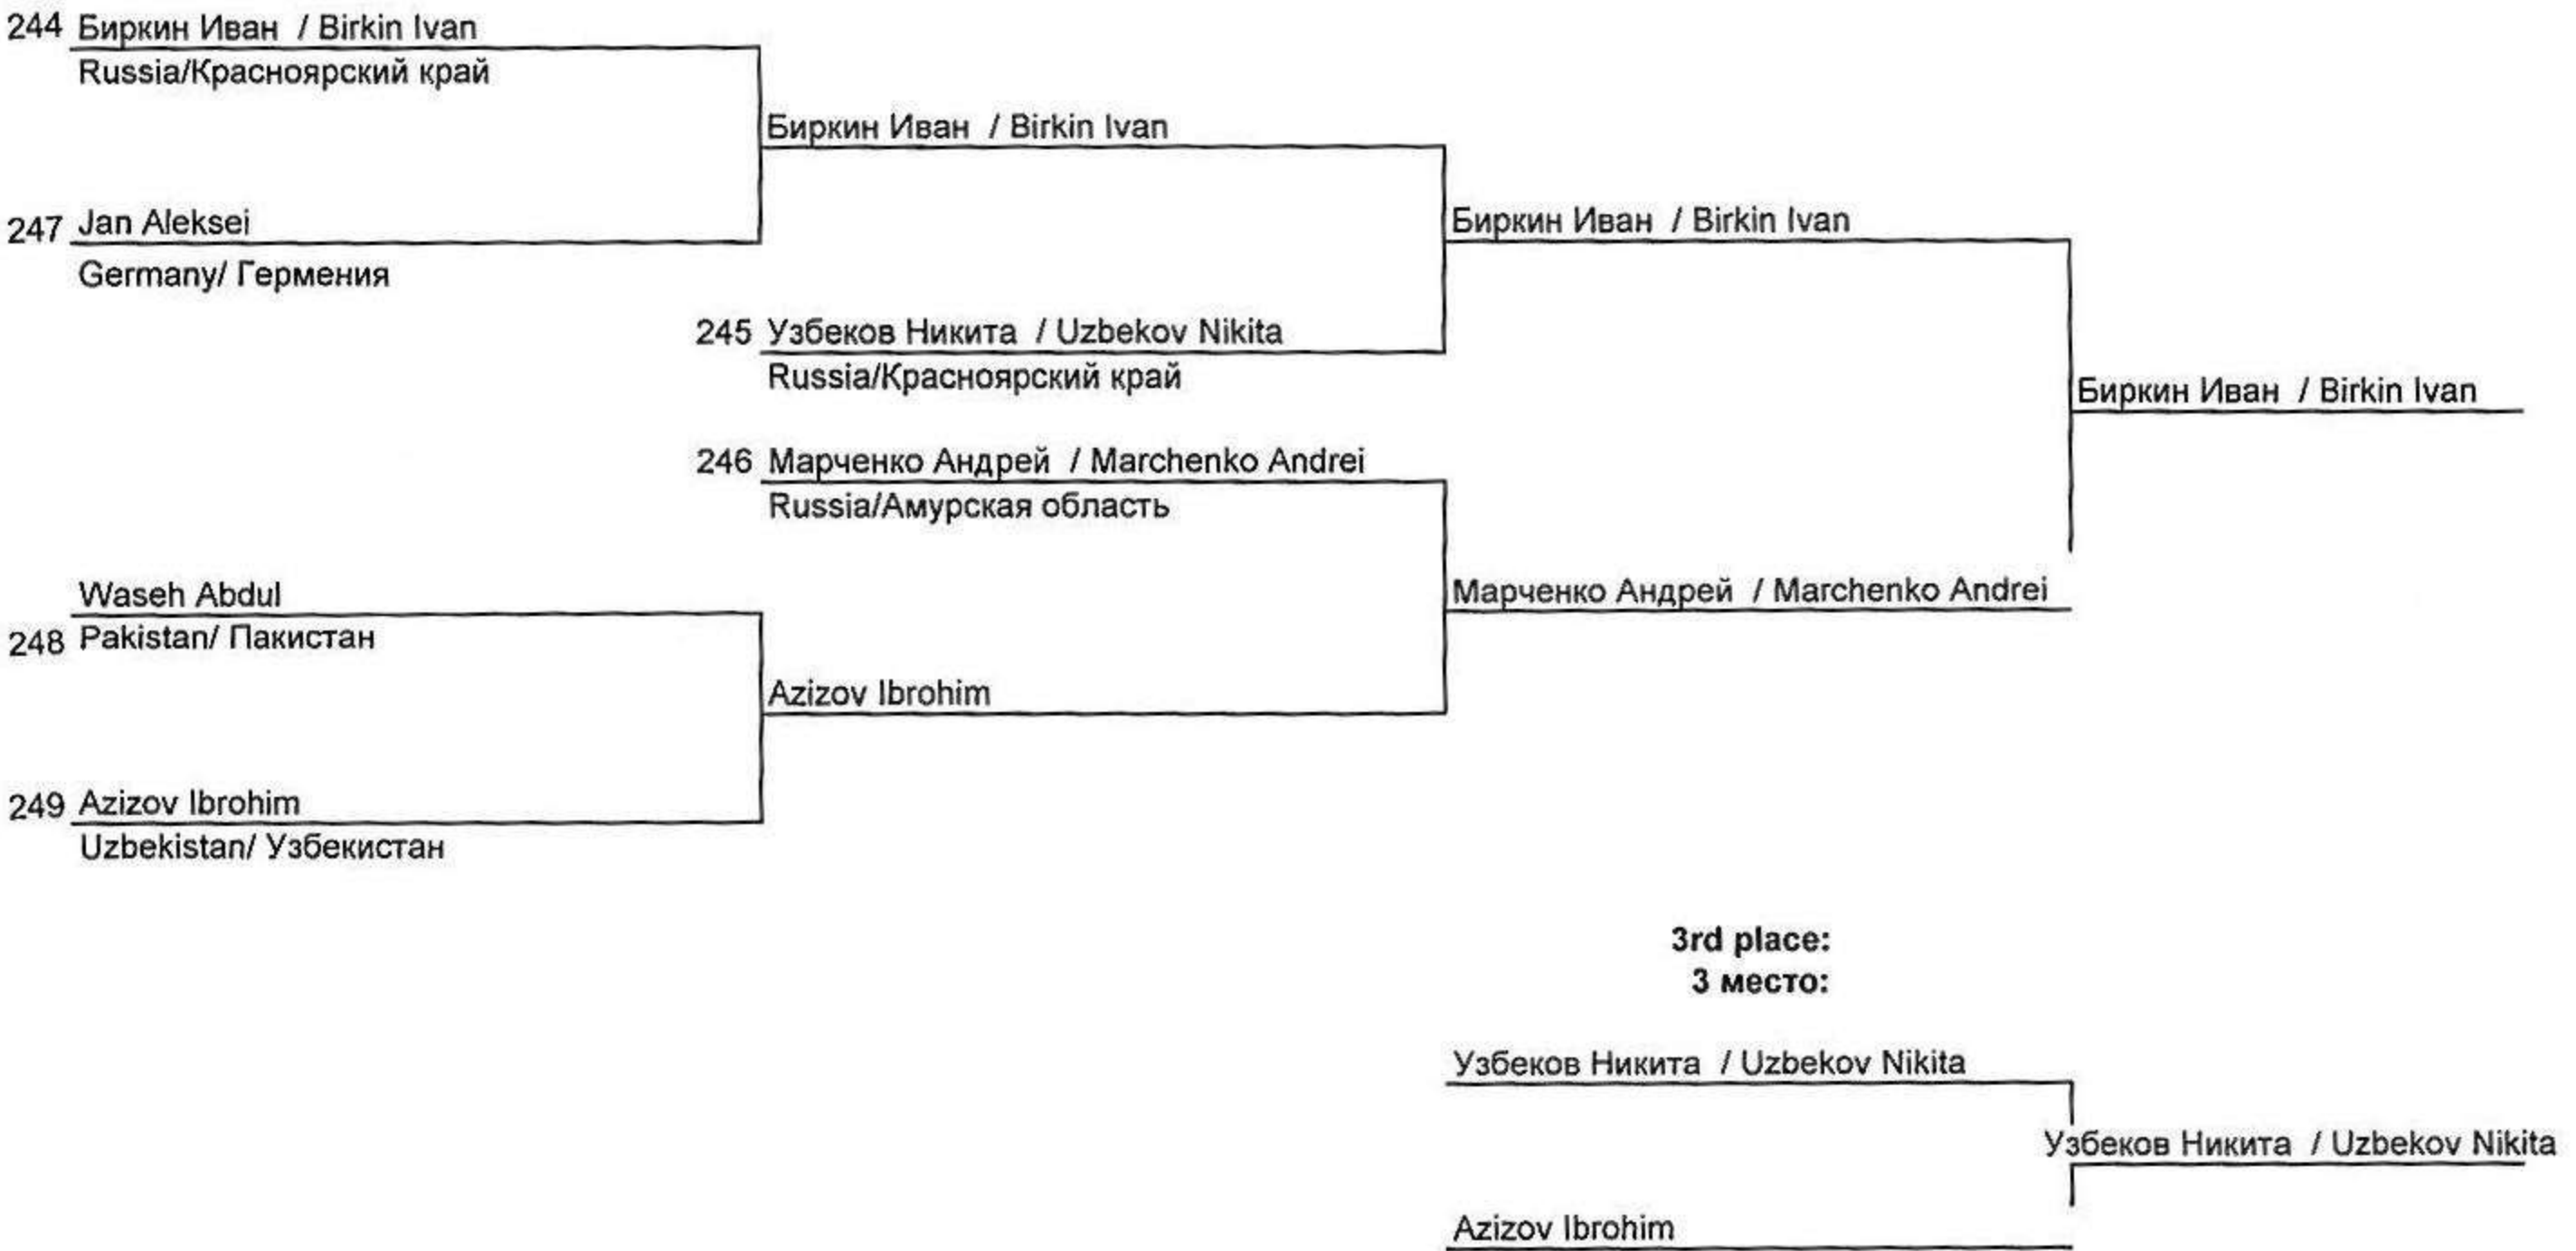 244 Биркин Иван / Birkin Ivan
Russia/Красноярский край
Биркин Иван / Birkin Ivan
247 Jan Aleksei
Germany/ Гермения
Биркин Иван / Birkin Ivan
245 Узбеков Никита / Uzbekov Nikita
Russia/Красноярский край
Биркин Иван / Birkin Ivan
246 Марченко Андрей / Marchenko Andrei
Russia/Амурская область
Waseh Abdul
248 Pakistan/ Пакистан
Марченко Андрей / Marchenko Andrei
Azizov Ibrohim
249 Azizov Ibrohim
Uzbekistan/ Узбекистан
3rd place:
3 место:
Узбеков Никита / Uzbekov Nikita
Узбеков Никита / Uzbekov Nikita
Azizov Ibrohim